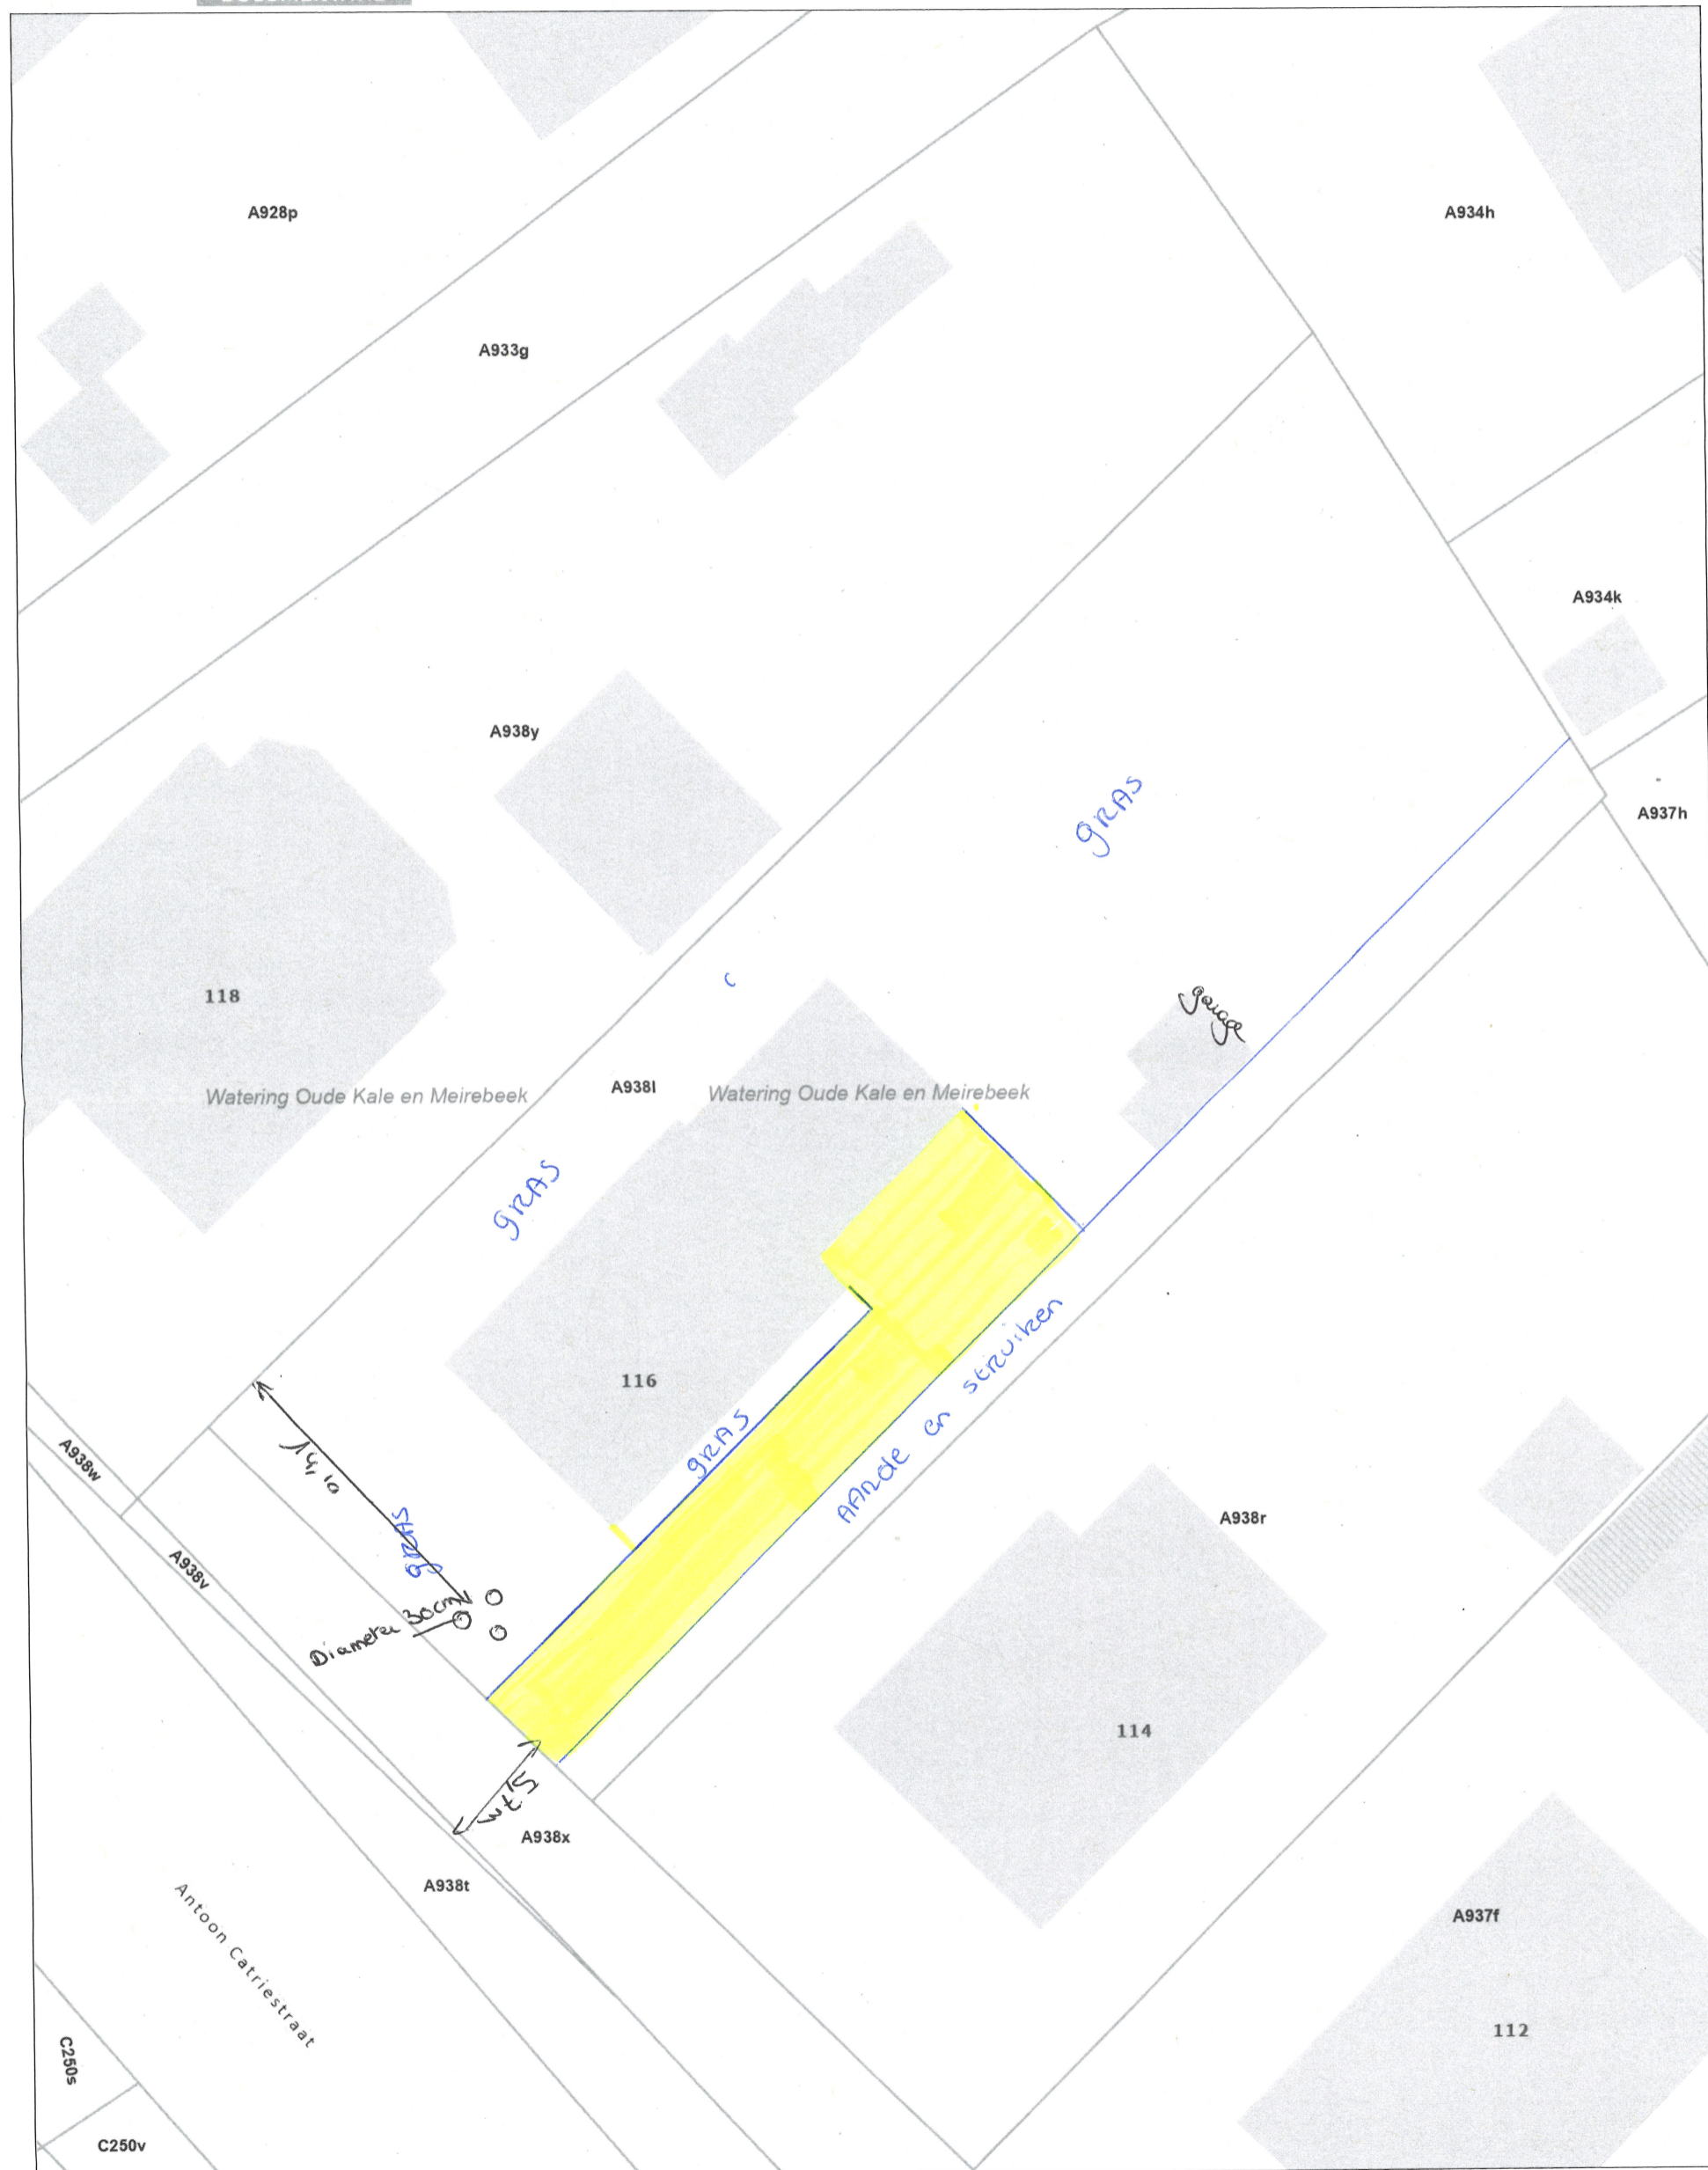 A928p
A934h
A933g
A934k
A938y
A937h
gRAS
118
garage
Watering Oude Kale en Meirebeek
A938l
Watering Oude Kale en Meirebeek
gRAS
116
gRAS
AARDE en struiken
A938w
14,10
gRAS
A938r
A938v
Diameter 30cm
114
5,7m
A938x
A938t
Antoon Catriestraat
A937f
112
C250s
C250v